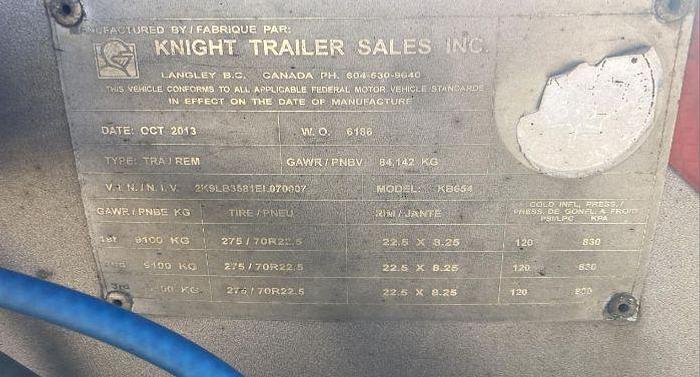 MANUFACTURED BY / FABRIQUE PAR:
KNIGHT TRAILER SALES INC.
LANGLEY B.C. CANADA PH. 604-530-9640
THIS VEHICLE CONFORMS TO ALL APPLICABLE FEDERAL MOTOR VEHICLE STANDARDS
IN EFFECT ON THE DATE OF MANUFACTURE
DATE: OCT 2013 W.O. 6186
TYPE: TRA / REM GAWR / PNBV 84,142 KG
V.I.N. / N.I.V. MODEL: KB654
GAWR / PNBE KG TIRE / PNEU RIM / JANTE COLD INFL. PRESS. /
PRESS. DE GONFL. A FROID
PSI/LPC KPA
1st 9100 KG 275 / 70R22.5 22.5 X 8.25 120 830
2nd 9100 KG 275 / 70R22.5 22.5 X 8.25 120 830
3rd KG 275 / 70R22.5 22.5 X 8.25 120 830